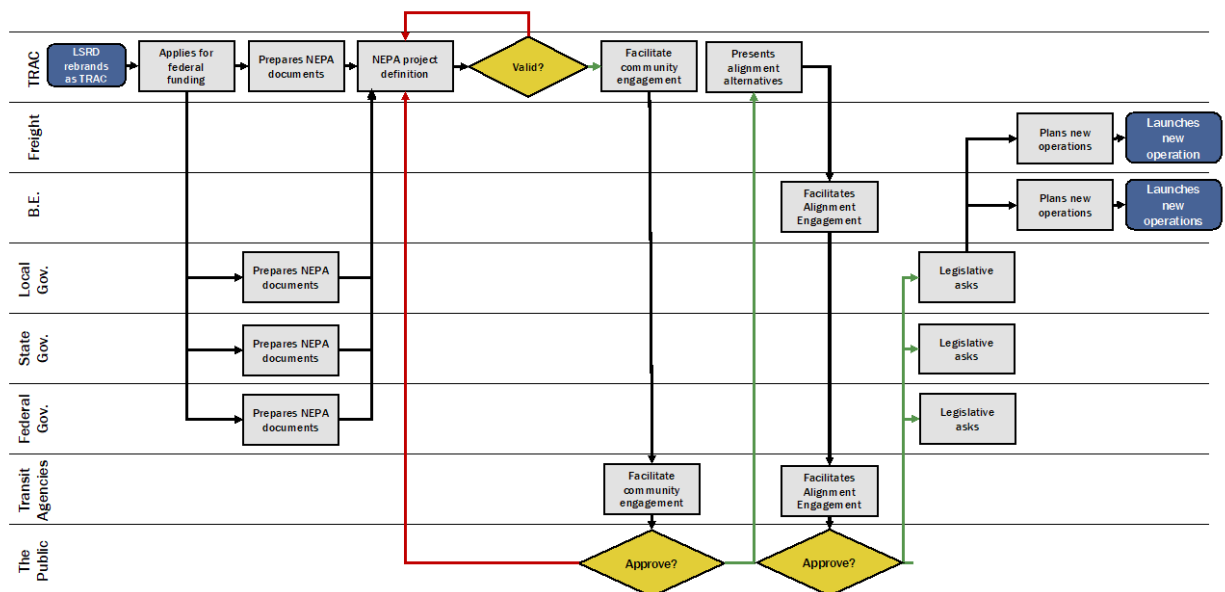 TRAC
LSRD
rebrands
as TRAC
Applies for
federal
funding
Prepares NEPA
documents
NEPA project
definition
Valid?
Facilitate
community
engagement
Presents
alignment
alternatives
Freight
Plans new
operations
Launches
new
operation
B.E.
Facilitates
Alignment
Engagement
Plans new
operations
Launches
new
operations
Local
Gov.
Prepares NEPA
documents
Legislative
asks
State
Gov.
Prepares NEPA
documents
Legislative
asks
Federal
Gov.
Prepares NEPA
documents
Legislative
asks
Transit
Agencies
Facilitate
community
engagement
Facilitates
Alignment
Engagement
The
Public
Approve?
Approve?